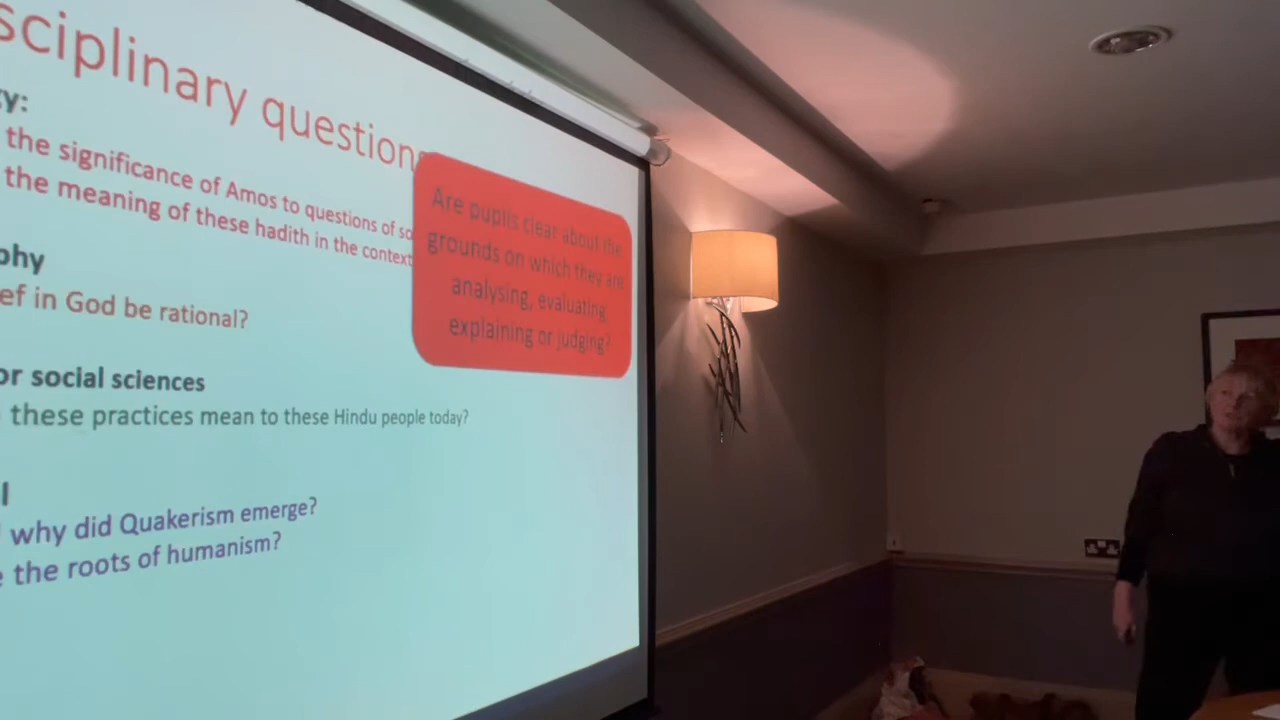 sciplinary question
y:
the significance of Amos to questions of so
the meaning of these hadith in the context
Are pupils clear about the
grounds on which they are
analysing, evaluating,
explaining or judging?
phy
ef in God be rational?
or social sciences
these practices mean to these Hindu people today?
l
why did Quakerism emerge?
e the roots of humanism?